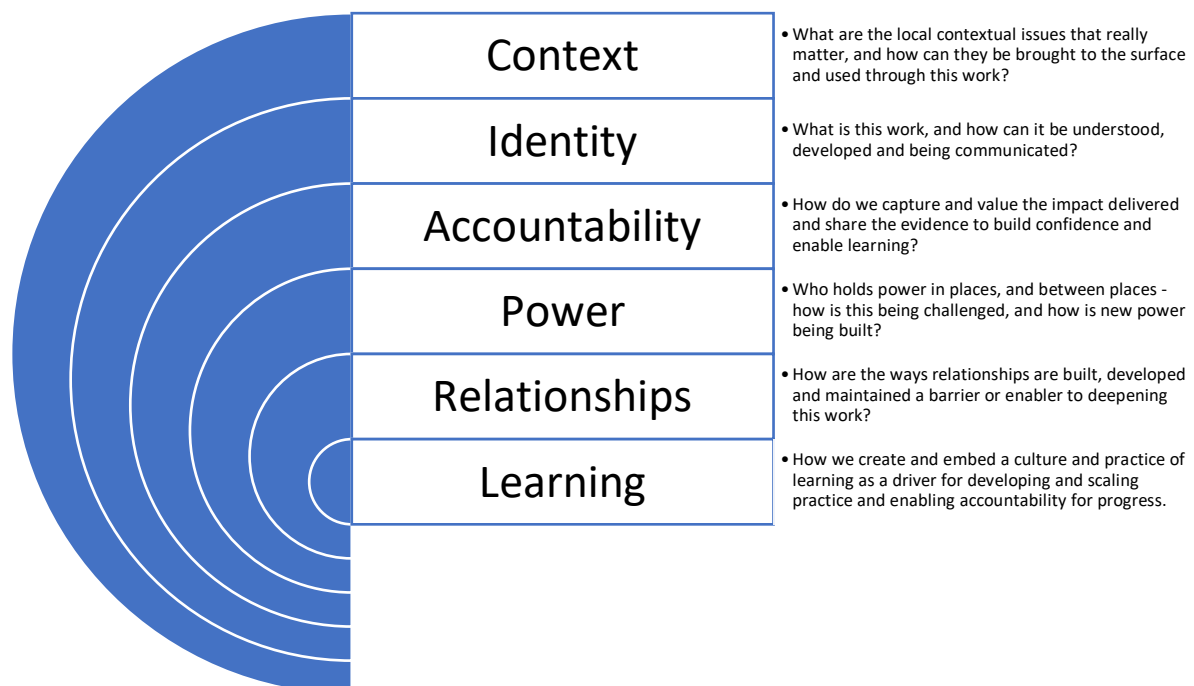 Context
• What are the local contextual issues that really
matter, and how can they be brought to the surface
and used through this work?
Identity
• What is this work, and how can it be understood,
developed and being communicated?
Accountability
• How do we capture and value the impact delivered
and share the evidence to build confidence and
enable learning?
Power
• Who holds power in places, and between places -
how is this being challenged, and how is new power
being built?
Relationships
• How are the ways relationships are built, developed
and maintained a barrier or enabler to deepening
this work?
Learning
• How we create and embed a culture and practice of
learning as a driver for developing and scaling
practice and enabling accountability for progress.